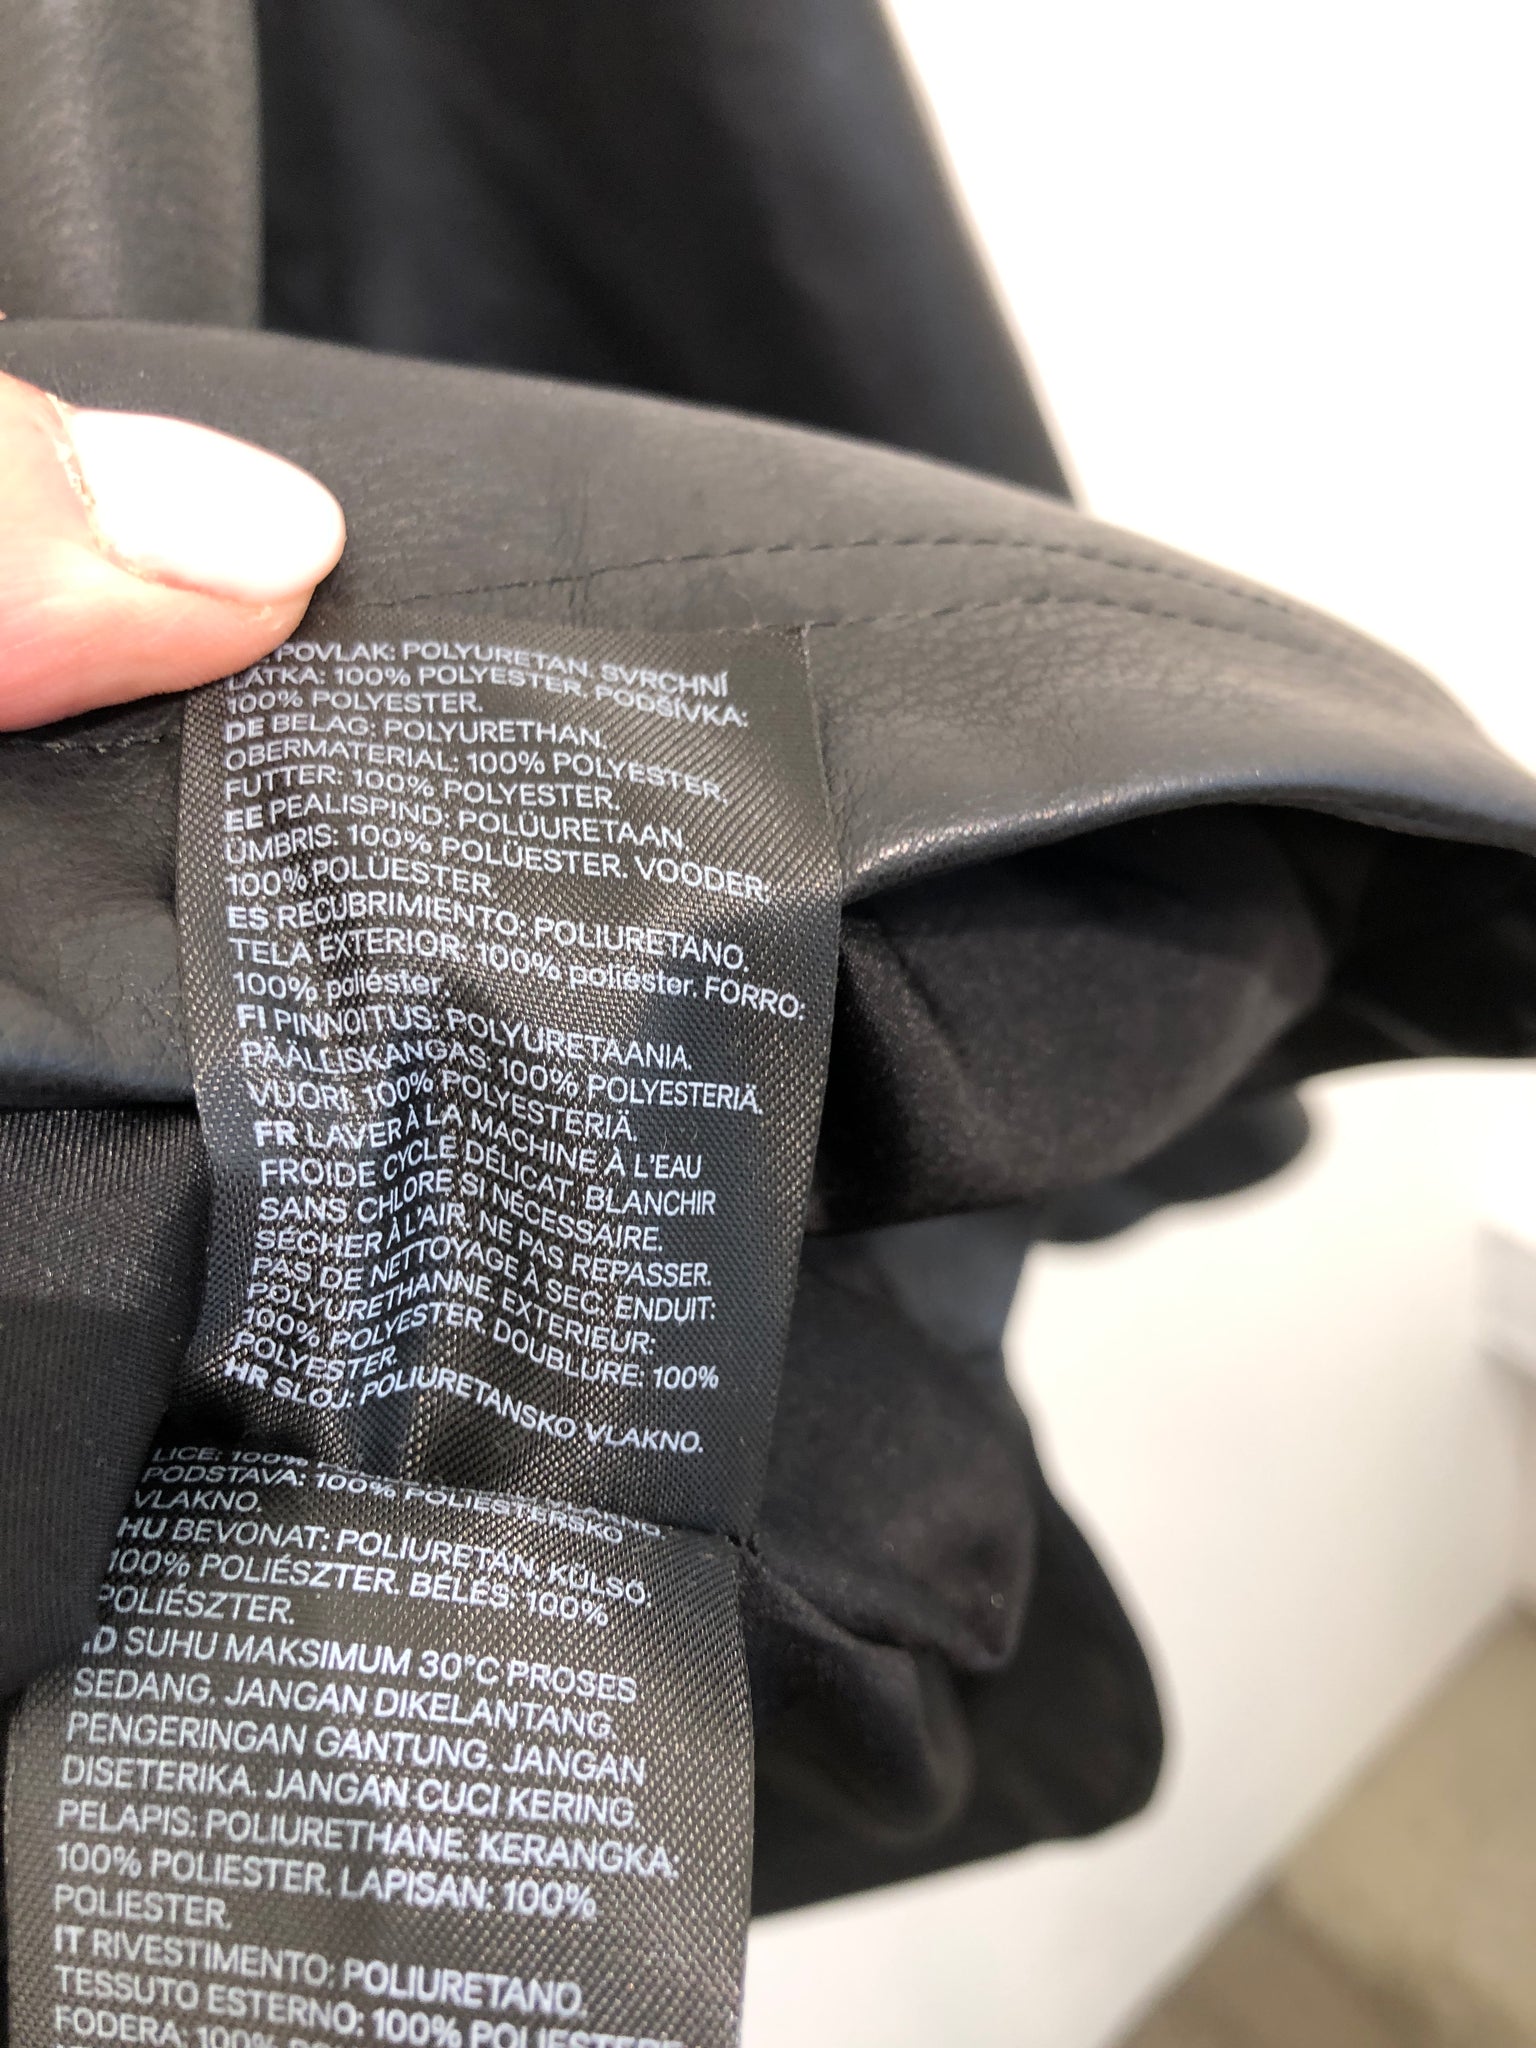 POVLAK: POLYURETAN. SVRCHNÍ
LÁTKA: 100% POLYESTER. PODŠÍVKA:
100% POLYESTER.
DE BELAG: POLYURETHAN.
OBERMATERIAL: 100% POLYESTER.
FUTTER: 100% POLYESTER.
EE PEALISPIND: POLÜURETAAN.
ÜMBRIS: 100% POLÜESTER. VOODER:
100% POLÜESTER.
ES RECUBRIMIENTO: POLIURETANO.
TELA EXTERIOR: 100% poliéster. FORRO:
100% poliéster.
FI PINNOITUS: POLYURETAANIA.
PÄÄLLISKANGAS: 100% POLYESTERIÄ.
VUORI: 100% POLYESTERIÄ.
FR LAVER À LA MACHINE À L'EAU
FROIDE CYCLE DÉLICAT. BLANCHIR
SANS CHLORE SI NÉCESSAIRE.
SÉCHER À L'AIR. NE PAS REPASSER.
PAS DE NETTOYAGE À SEC. ENDUIT:
POLYURETHANNE. EXTERIEUR:
100% POLYESTER. DOUBLURE: 100%
POLYESTER.
HR SLOJ: POLIURETANSKO VLAKNO.
LICE: 100% VLAKNO.
PODSTAVA: 100% POLIESTERSKO
VLAKNO.
HU BEVONAT: POLIURETAN. KÜLSŐ:
100% POLIÉSZTER. BÉLÉS: 100%
POLIÉSZTER.
ID SUHU MAKSIMUM 30°C PROSES
SEDANG. JANGAN DIKELANTANG.
PENGERINGAN GANTUNG. JANGAN
DISETERIKA. JANGAN CUCI KERING.
PELAPIS: POLIURETHANE. KERANGKA:
100% POLIESTER. LAPISAN: 100%
POLIESTER.
IT RIVESTIMENTO: POLIURETANO.
TESSUTO ESTERNO: 100% POLIESTERE.
FODERA: 100%